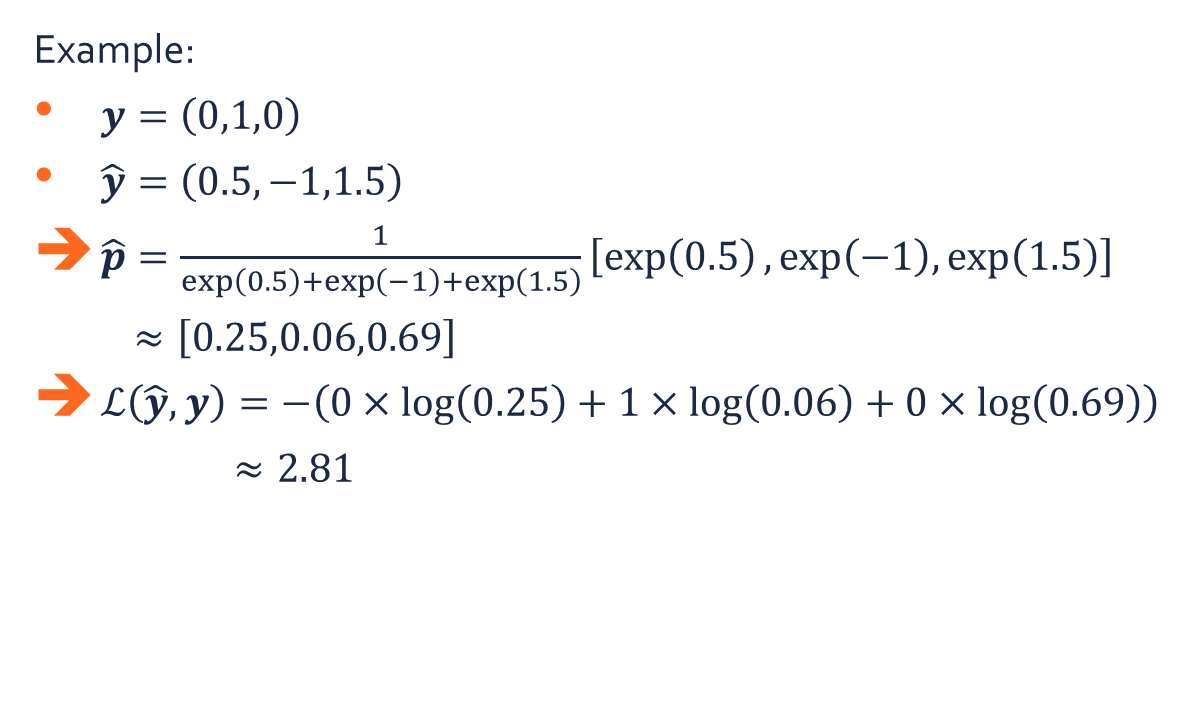 Example:
• 𝒚 = (0,1,0)
• 𝒚̂ = (0.5, −1,1.5)
➔ 𝒑̂ = 1 / (exp(0.5)+exp(−1)+exp(1.5)) [exp(0.5) , exp(−1), exp(1.5)]
≈ [0.25,0.06,0.69]
➔ ℒ(𝒚̂, 𝒚) = −(0 × log(0.25) + 1 × log(0.06) + 0 × log(0.69))
≈ 2.81